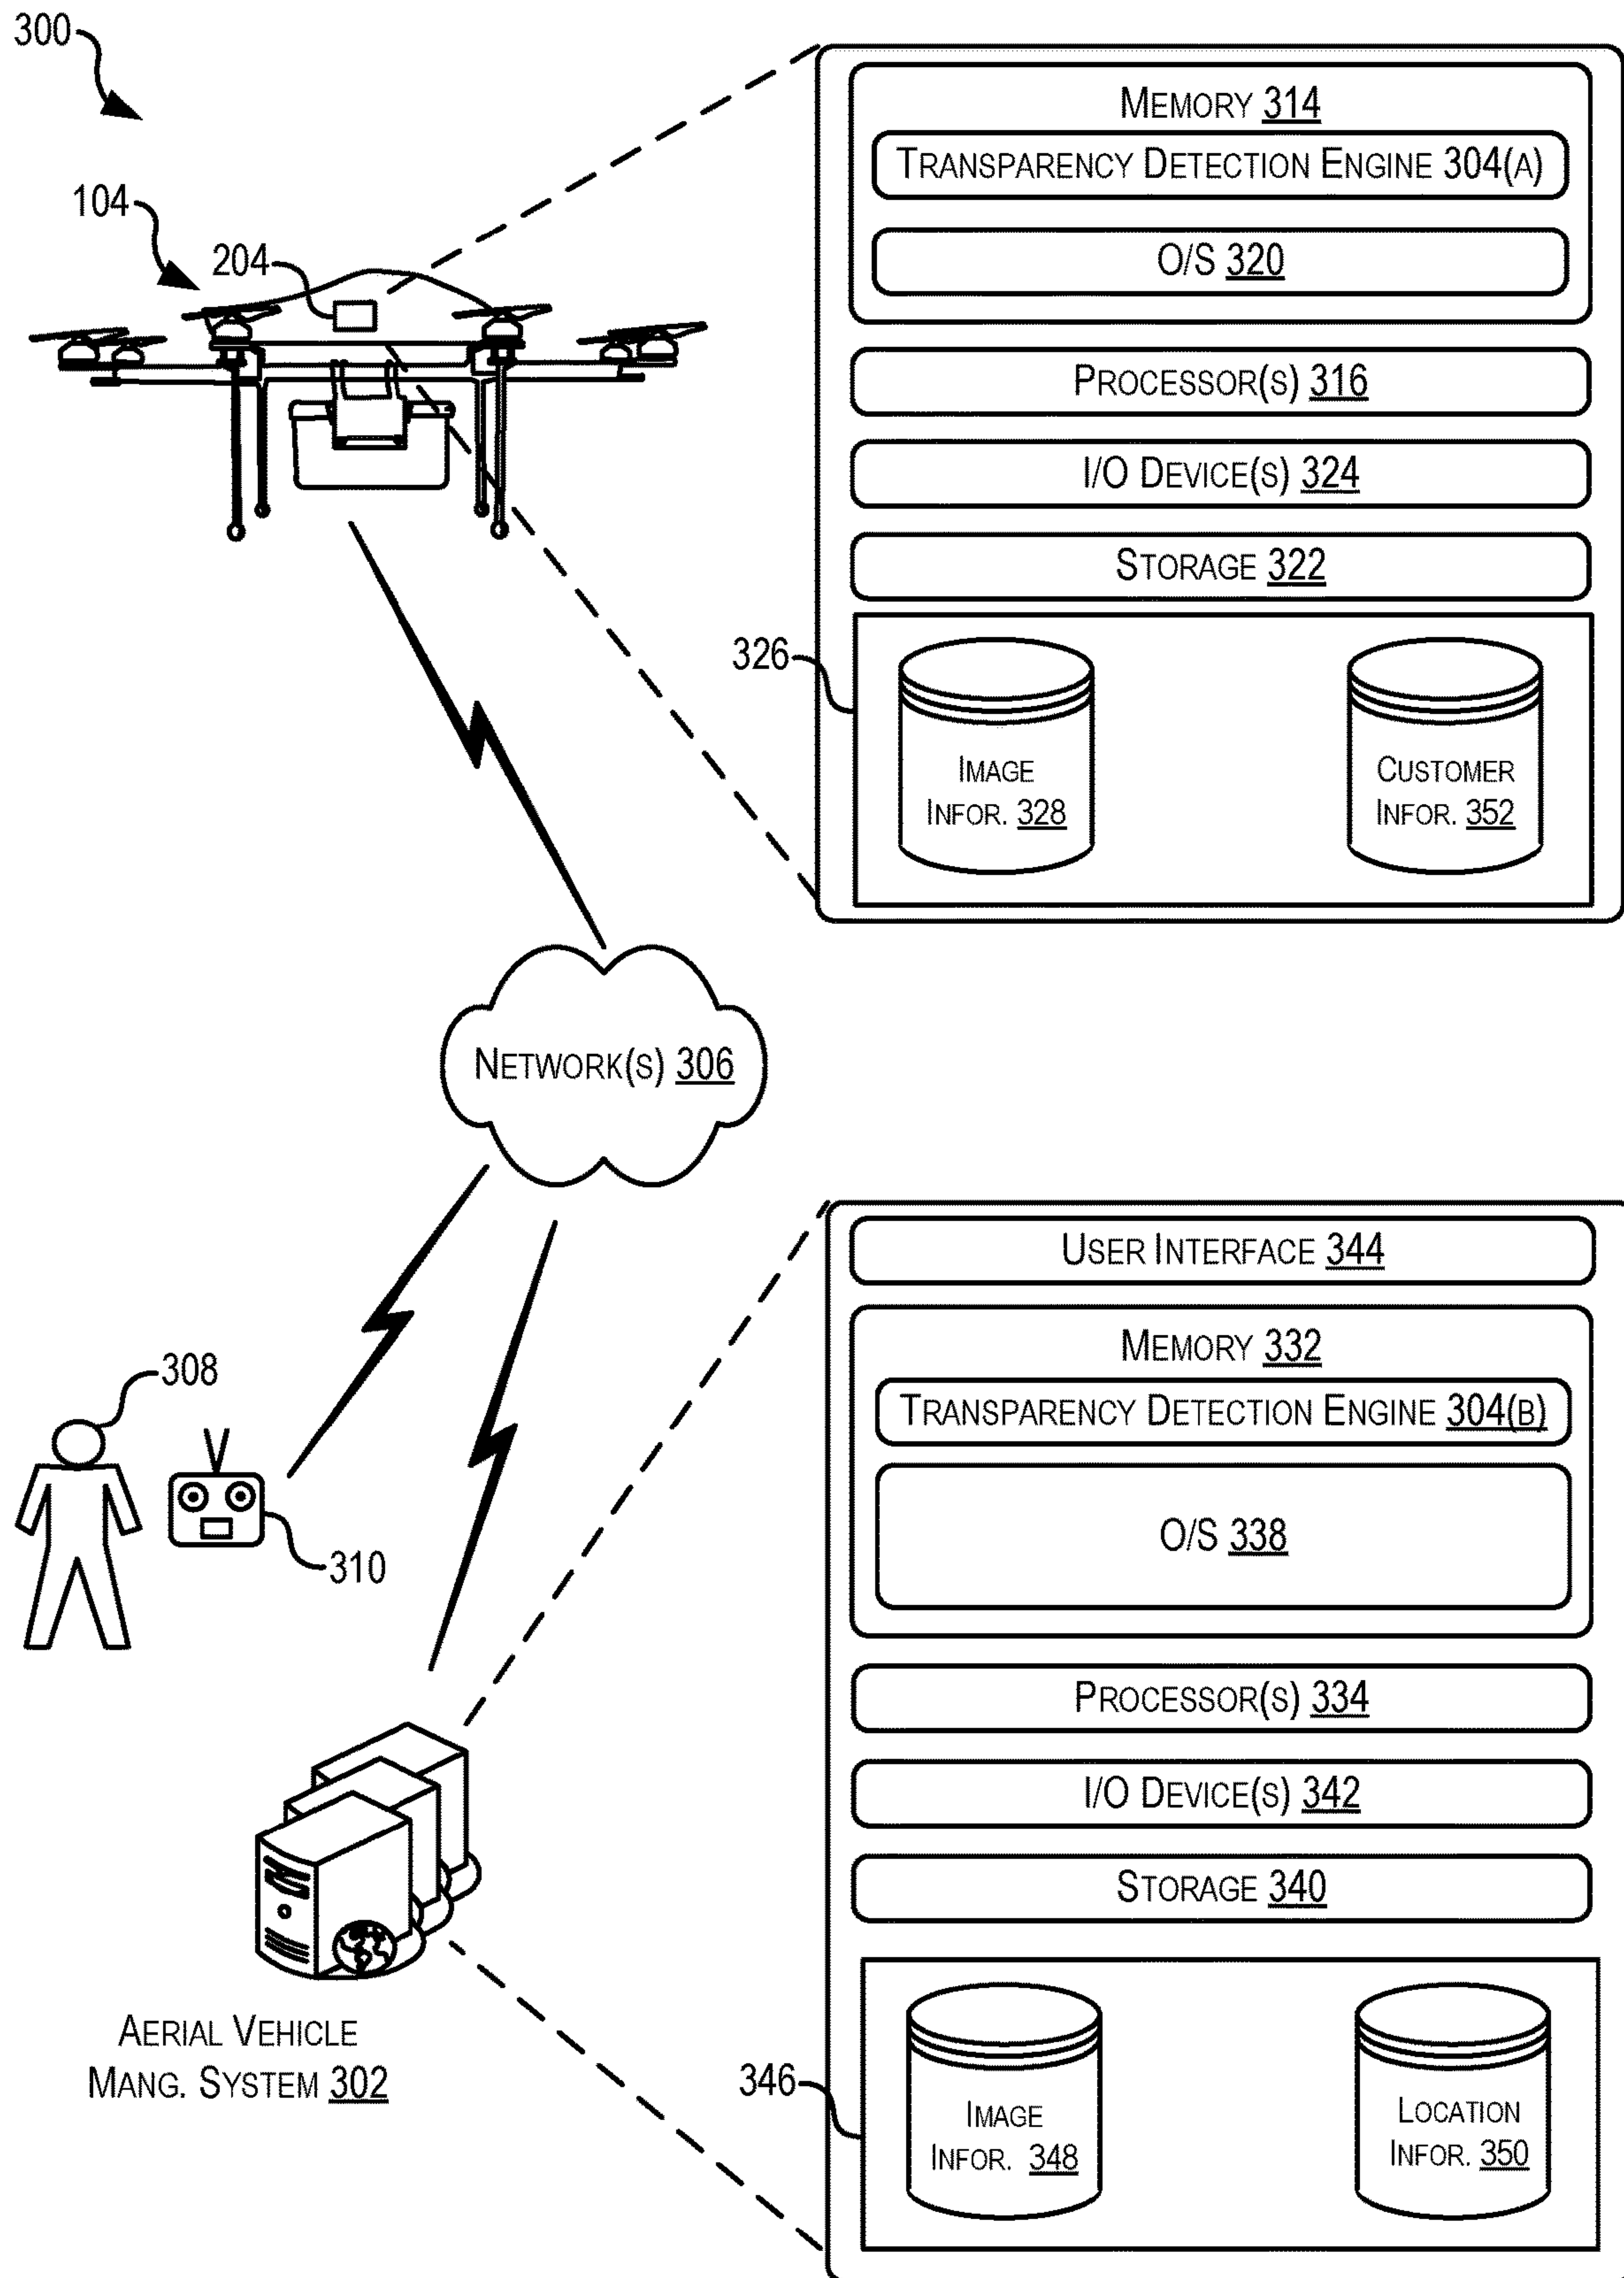 300
104
204
MEMORY 314
TRANSPARENCY DETECTION ENGINE 304(A)
O/S 320
PROCESSOR(S) 316
I/O DEVICE(S) 324
STORAGE 322
326
IMAGE
INFOR. 328
CUSTOMER
INFOR. 352
NETWORK(S) 306
308
310
AERIAL VEHICLE
MANG. SYSTEM 302
USER INTERFACE 344
MEMORY 332
TRANSPARENCY DETECTION ENGINE 304(B)
O/S 338
PROCESSOR(S) 334
I/O DEVICE(S) 342
STORAGE 340
346
IMAGE
INFOR. 348
LOCATION
INFOR. 350